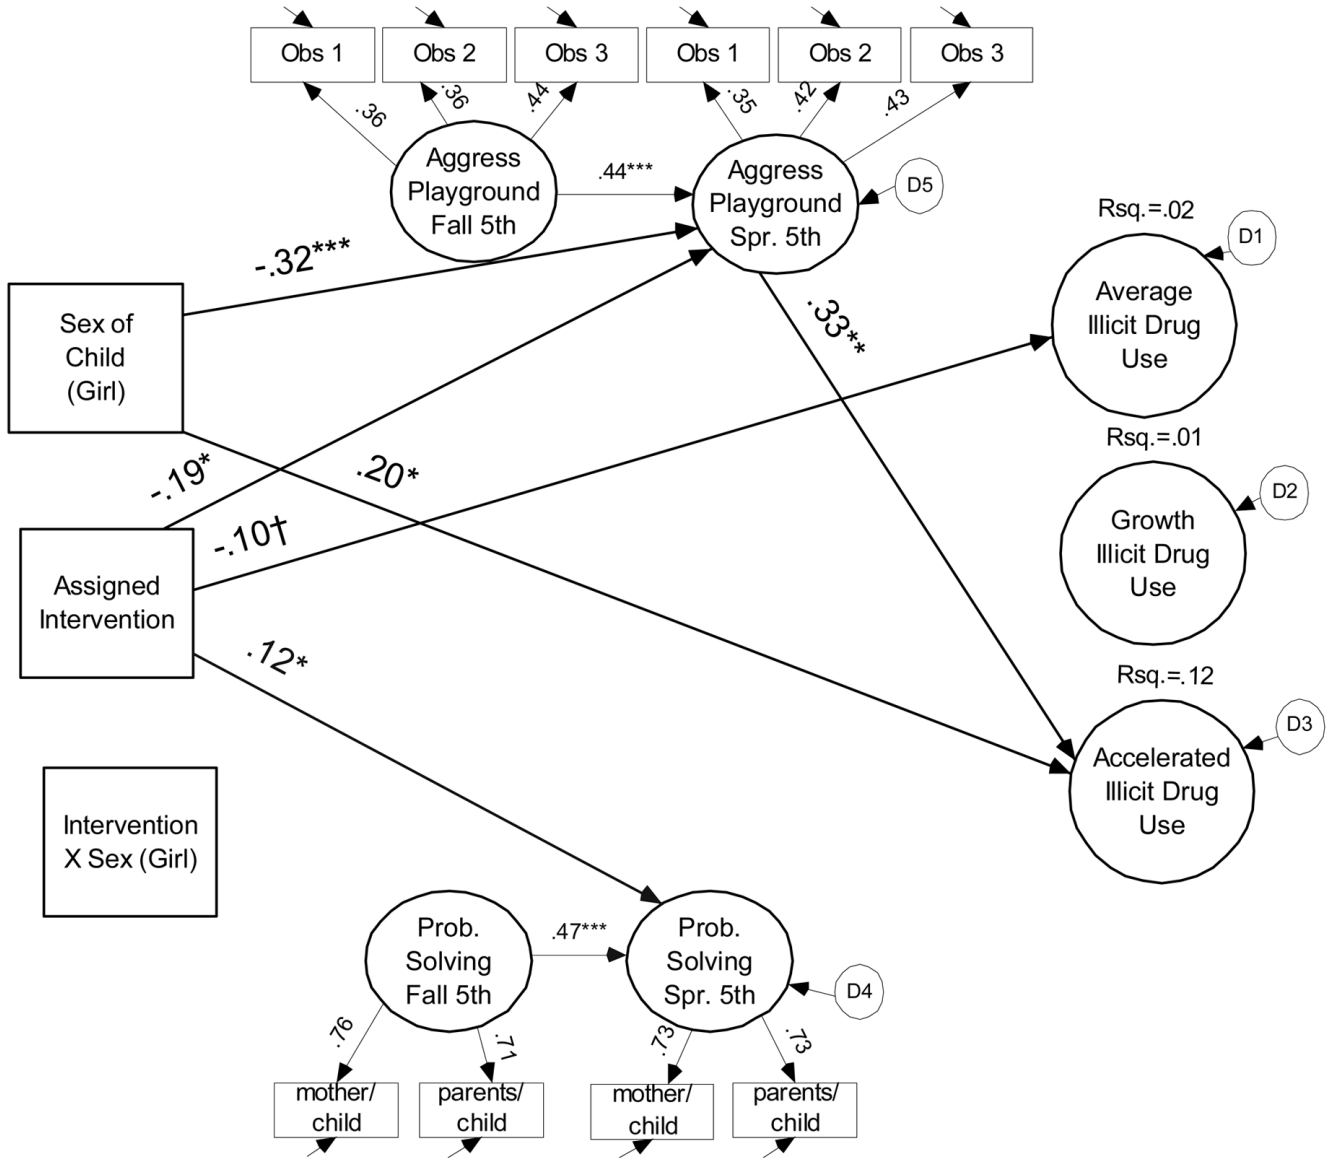 Obs 1
Obs 2
Obs 3
Obs 1
Obs 2
Obs 3
.36
.36
.44
.35
.42
.43
Aggress
Playground
Fall 5th
.44***
Aggress
Playground
Spr. 5th
D5
Rsq.=.02
D1
Average
Illicit Drug
Use
-.32***
Sex of
Child
(Girl)
.33**
Rsq.=.01
D2
Growth
Illicit Drug
Use
-.19*
.20*
-.10†
Assigned
Intervention
.12*
Rsq.=.12
D3
Accelerated
Illicit Drug
Use
Intervention
X Sex (Girl)
Prob.
Solving
Fall 5th
.47***
Prob.
Solving
Spr. 5th
D4
.76
.71
.73
.73
mother/
child
parents/
child
mother/
child
parents/
child